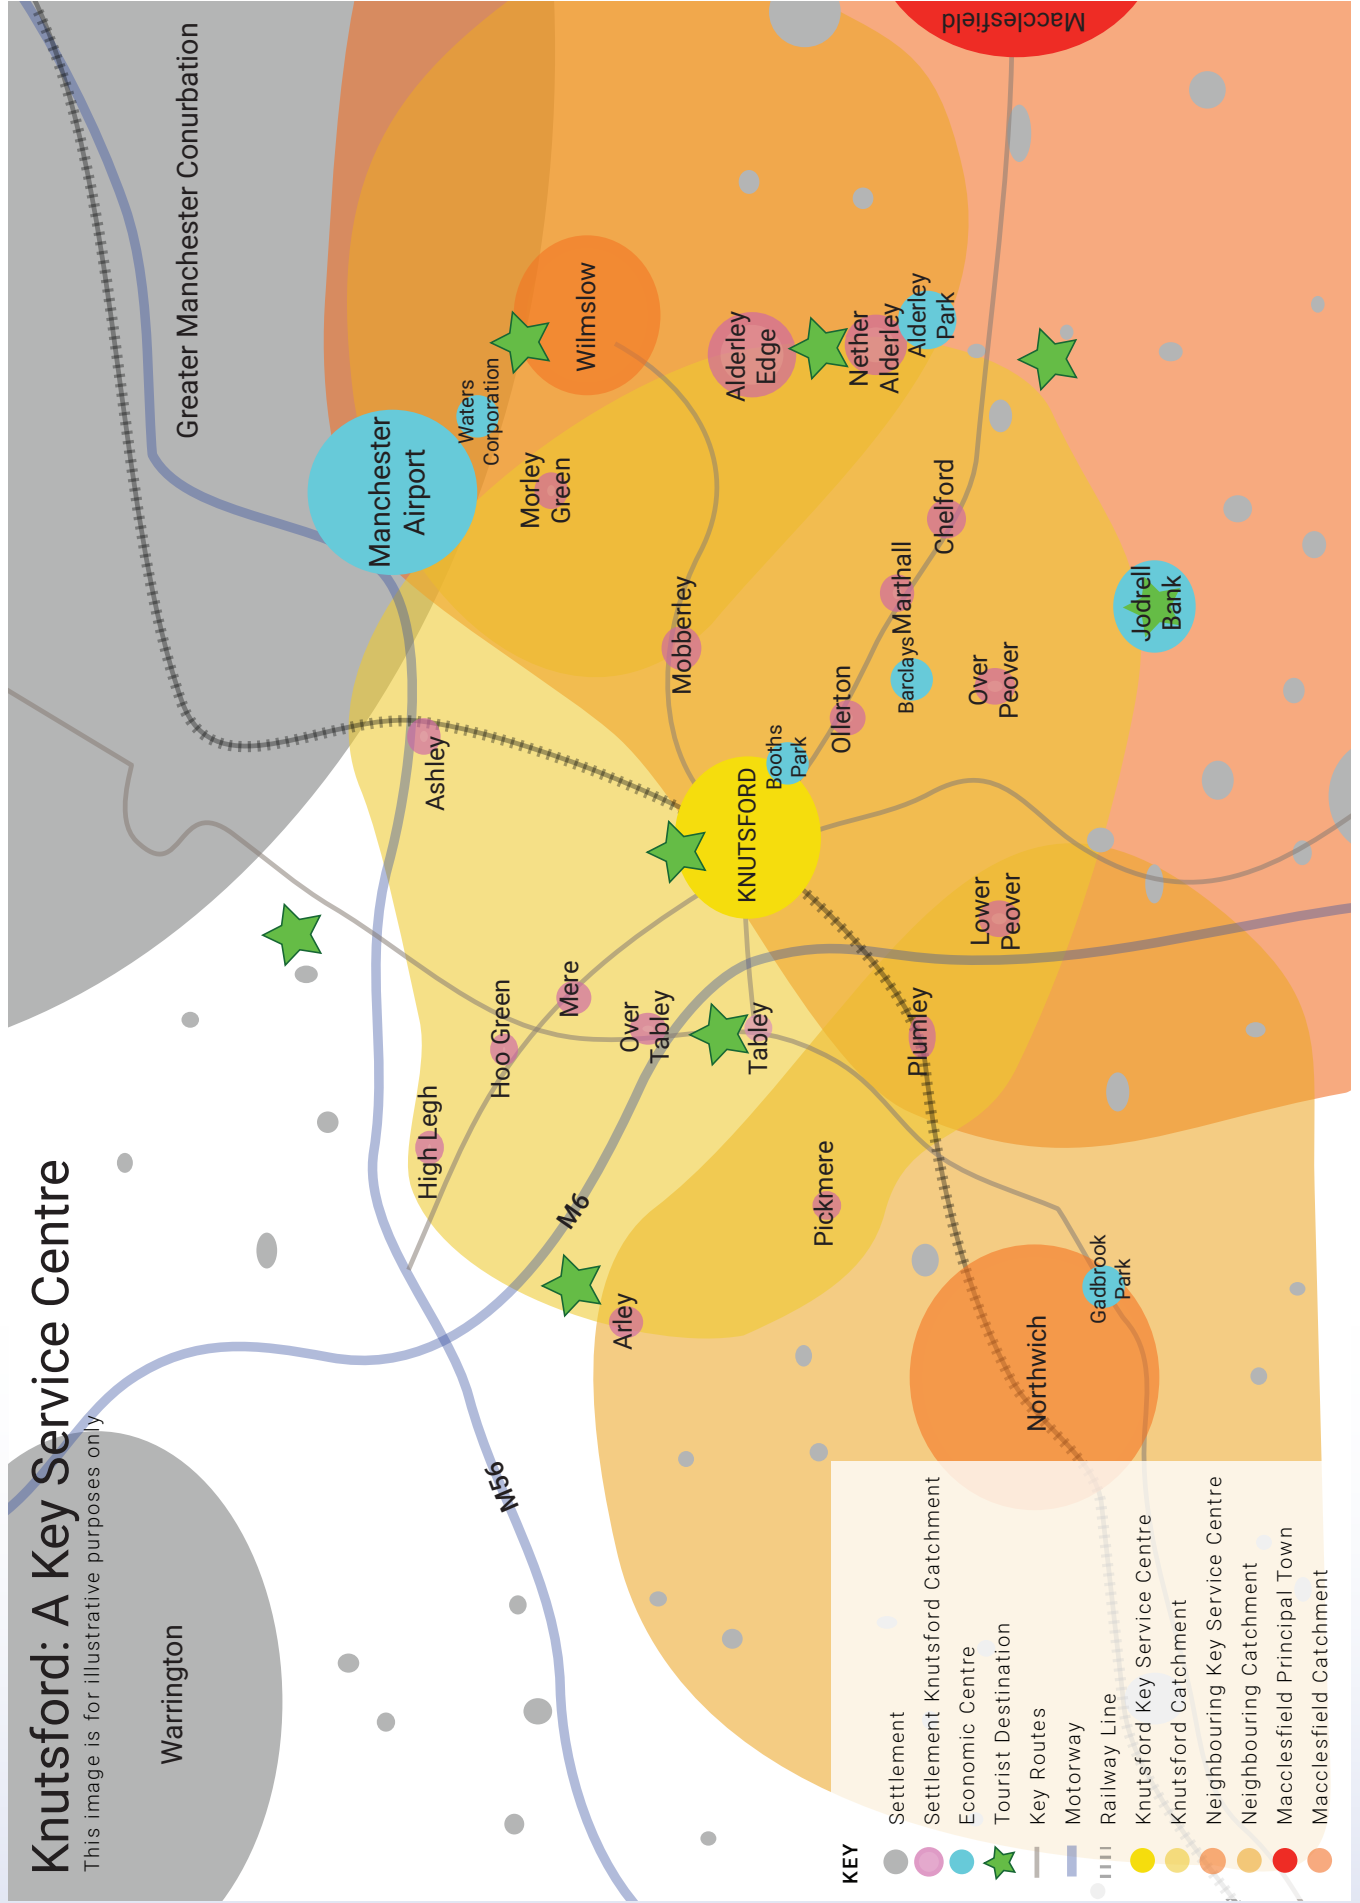 Knutsford: A Key Service Centre
This image is for illustrative purposes only
Warrington
Greater Manchester Conurbation
M56
M6
Manchester
Airport
Waters
Corporation
Wilmslow
Morley
Green
Alderley
Edge
Nether
Alderley
Alderley
Park
Macclesfield
Ashley
Mobberley
High Legh
Hoo Green
Mere
Over
Tabley
Tabley
Arley
Pickmere
KNUTSFORD
Booths
Park
Ollerton
Barclays
Marthall
Chelford
Over
Peover
Lower
Peover
Plumley
Jodrell
Bank
Northwich
Gadbrook
Park
KEY
Settlement
Settlement Knutsford Catchment
Economic Centre
Tourist Destination
Key Routes
Motorway
Railway Line
Knutsford Key Service Centre
Knutsford Catchment
Neighbouring Key Service Centre
Neighbouring Catchment
Macclesfield Principal Town
Macclesfield Catchment